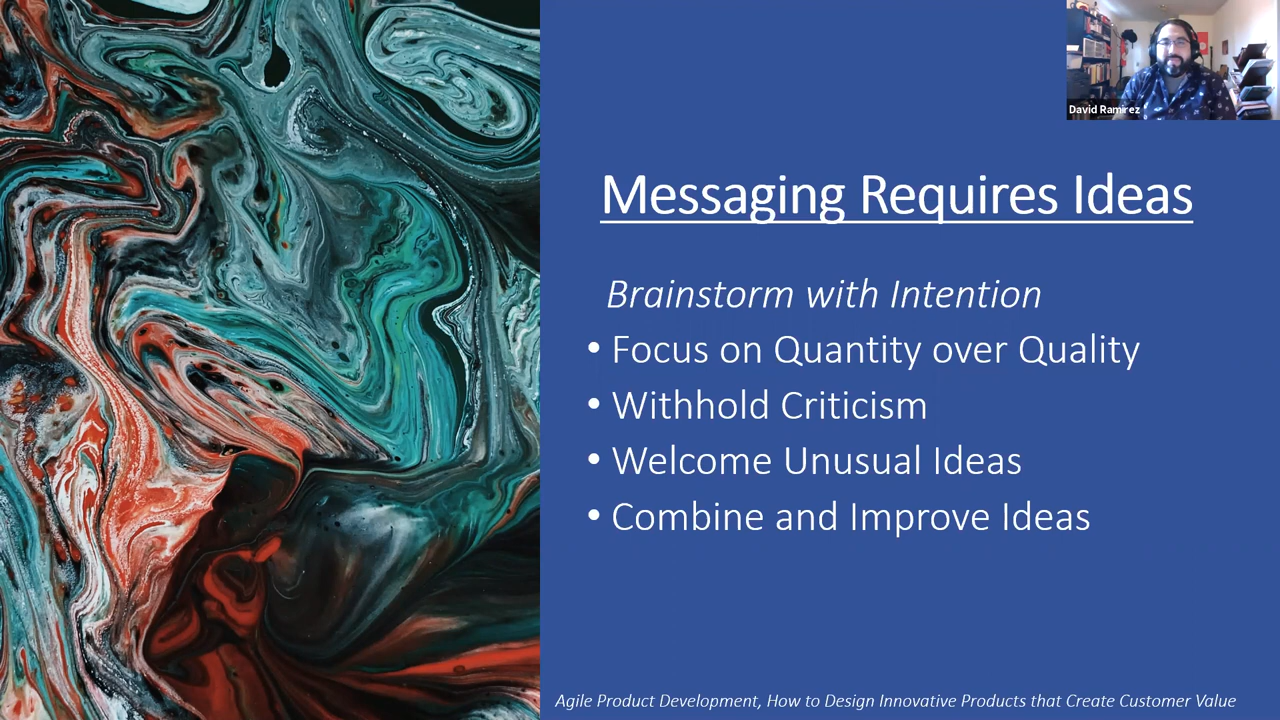 David Ramirez
Messaging Requires Ideas
Brainstorm with Intention
• Focus on Quantity over Quality
• Withhold Criticism
• Welcome Unusual Ideas
• Combine and Improve Ideas
Agile Product Development, How to Design Innovative Products that Create Customer Value